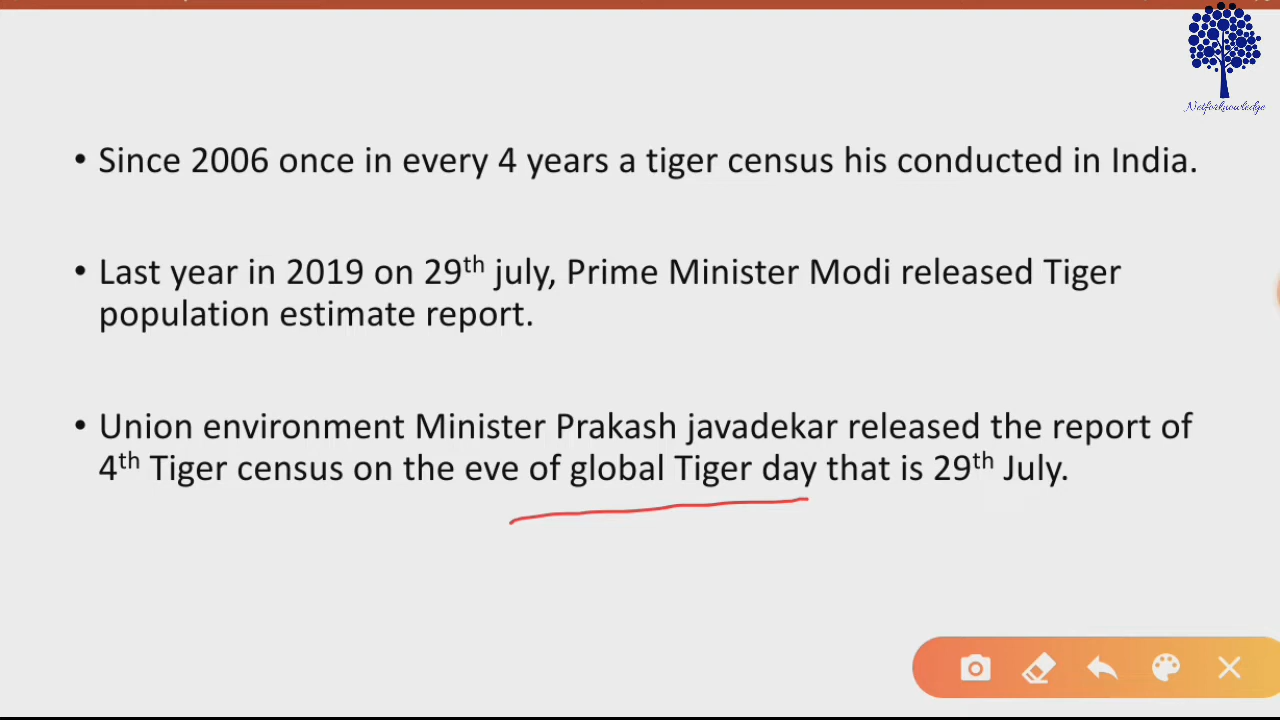 Netforknowledge
• Since 2006 once in every 4 years a tiger census his conducted in India.
• Last year in 2019 on 29th july, Prime Minister Modi released Tiger
population estimate report.
• Union environment Minister Prakash javadekar released the report of
4th Tiger census on the eve of global Tiger day that is 29th July.